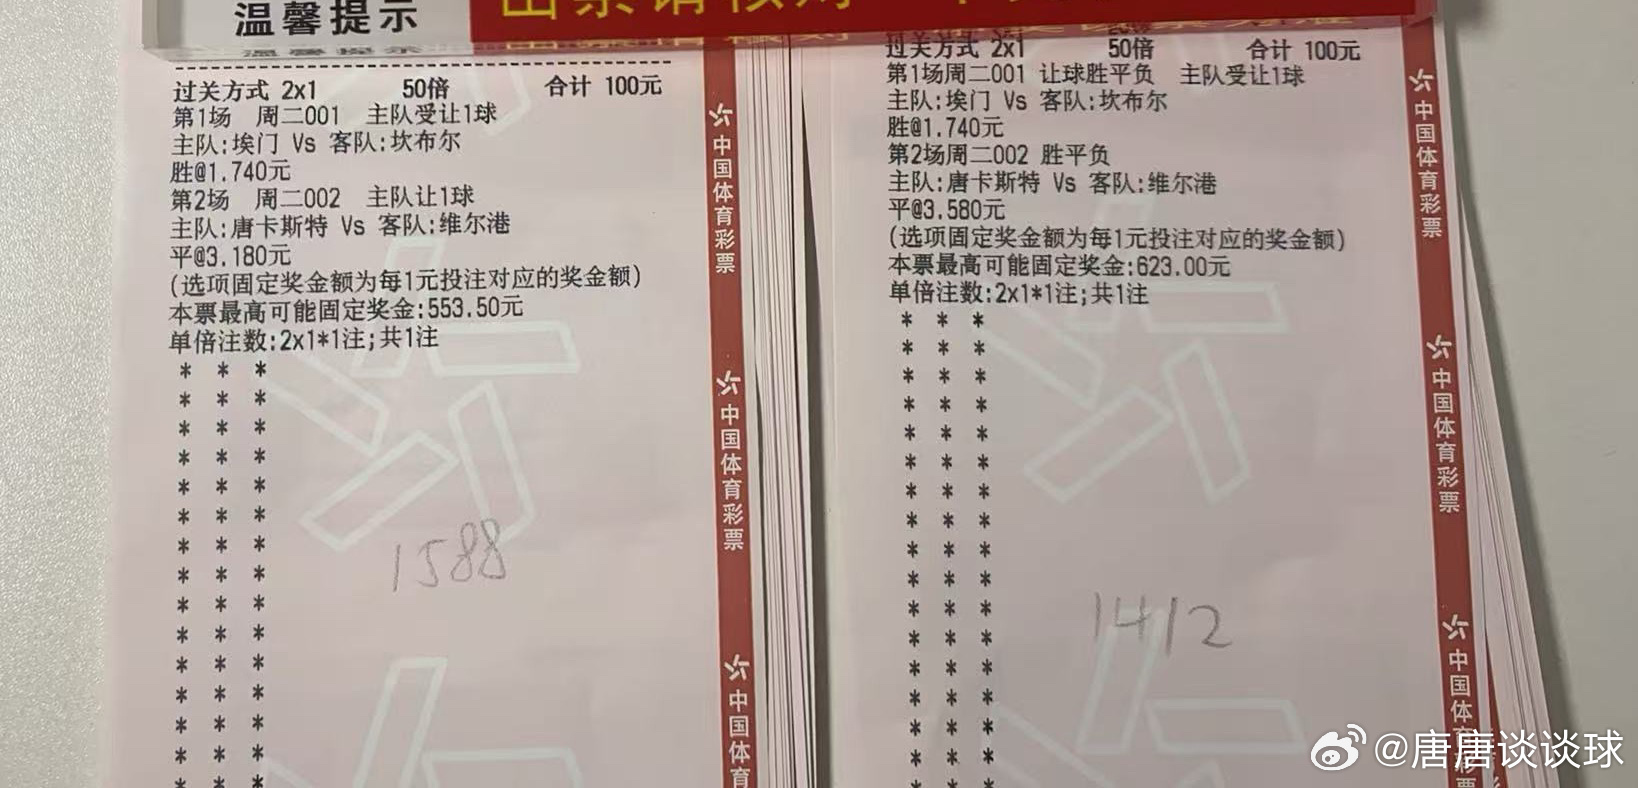 温馨提示
过关方式 2x1 50倍 合计 100元
第1场 周二001 主队受让1球
主队:埃门 Vs 客队:坎布尔
胜@1.740元
第2场 周二002 主队让1球
主队:唐卡斯特 Vs 客队:维尔港
平@3.180元
(选项固定奖金额为每1元投注对应的奖金额)
本票最高可能固定奖金:553.50元
单倍注数:2x1*1注;共1注
1588
中国体育彩票
中国体育彩票
中国体育
过关方式 2x1 50倍 合计 100元
第1场周二001 让球胜平负 主队受让1球
主队:埃门 Vs 客队:坎布尔
胜@1.740元
第2场周二002 胜平负
主队:唐卡斯特 Vs 客队:维尔港
平@3.580元
(选项固定奖金额为每1元投注对应的奖金额)
本票最高可能固定奖金:623.00元
单倍注数:2x1*1注;共1注
1412
中国体育彩票
中国体育彩票
中国体育彩票
@唐唐谈谈球